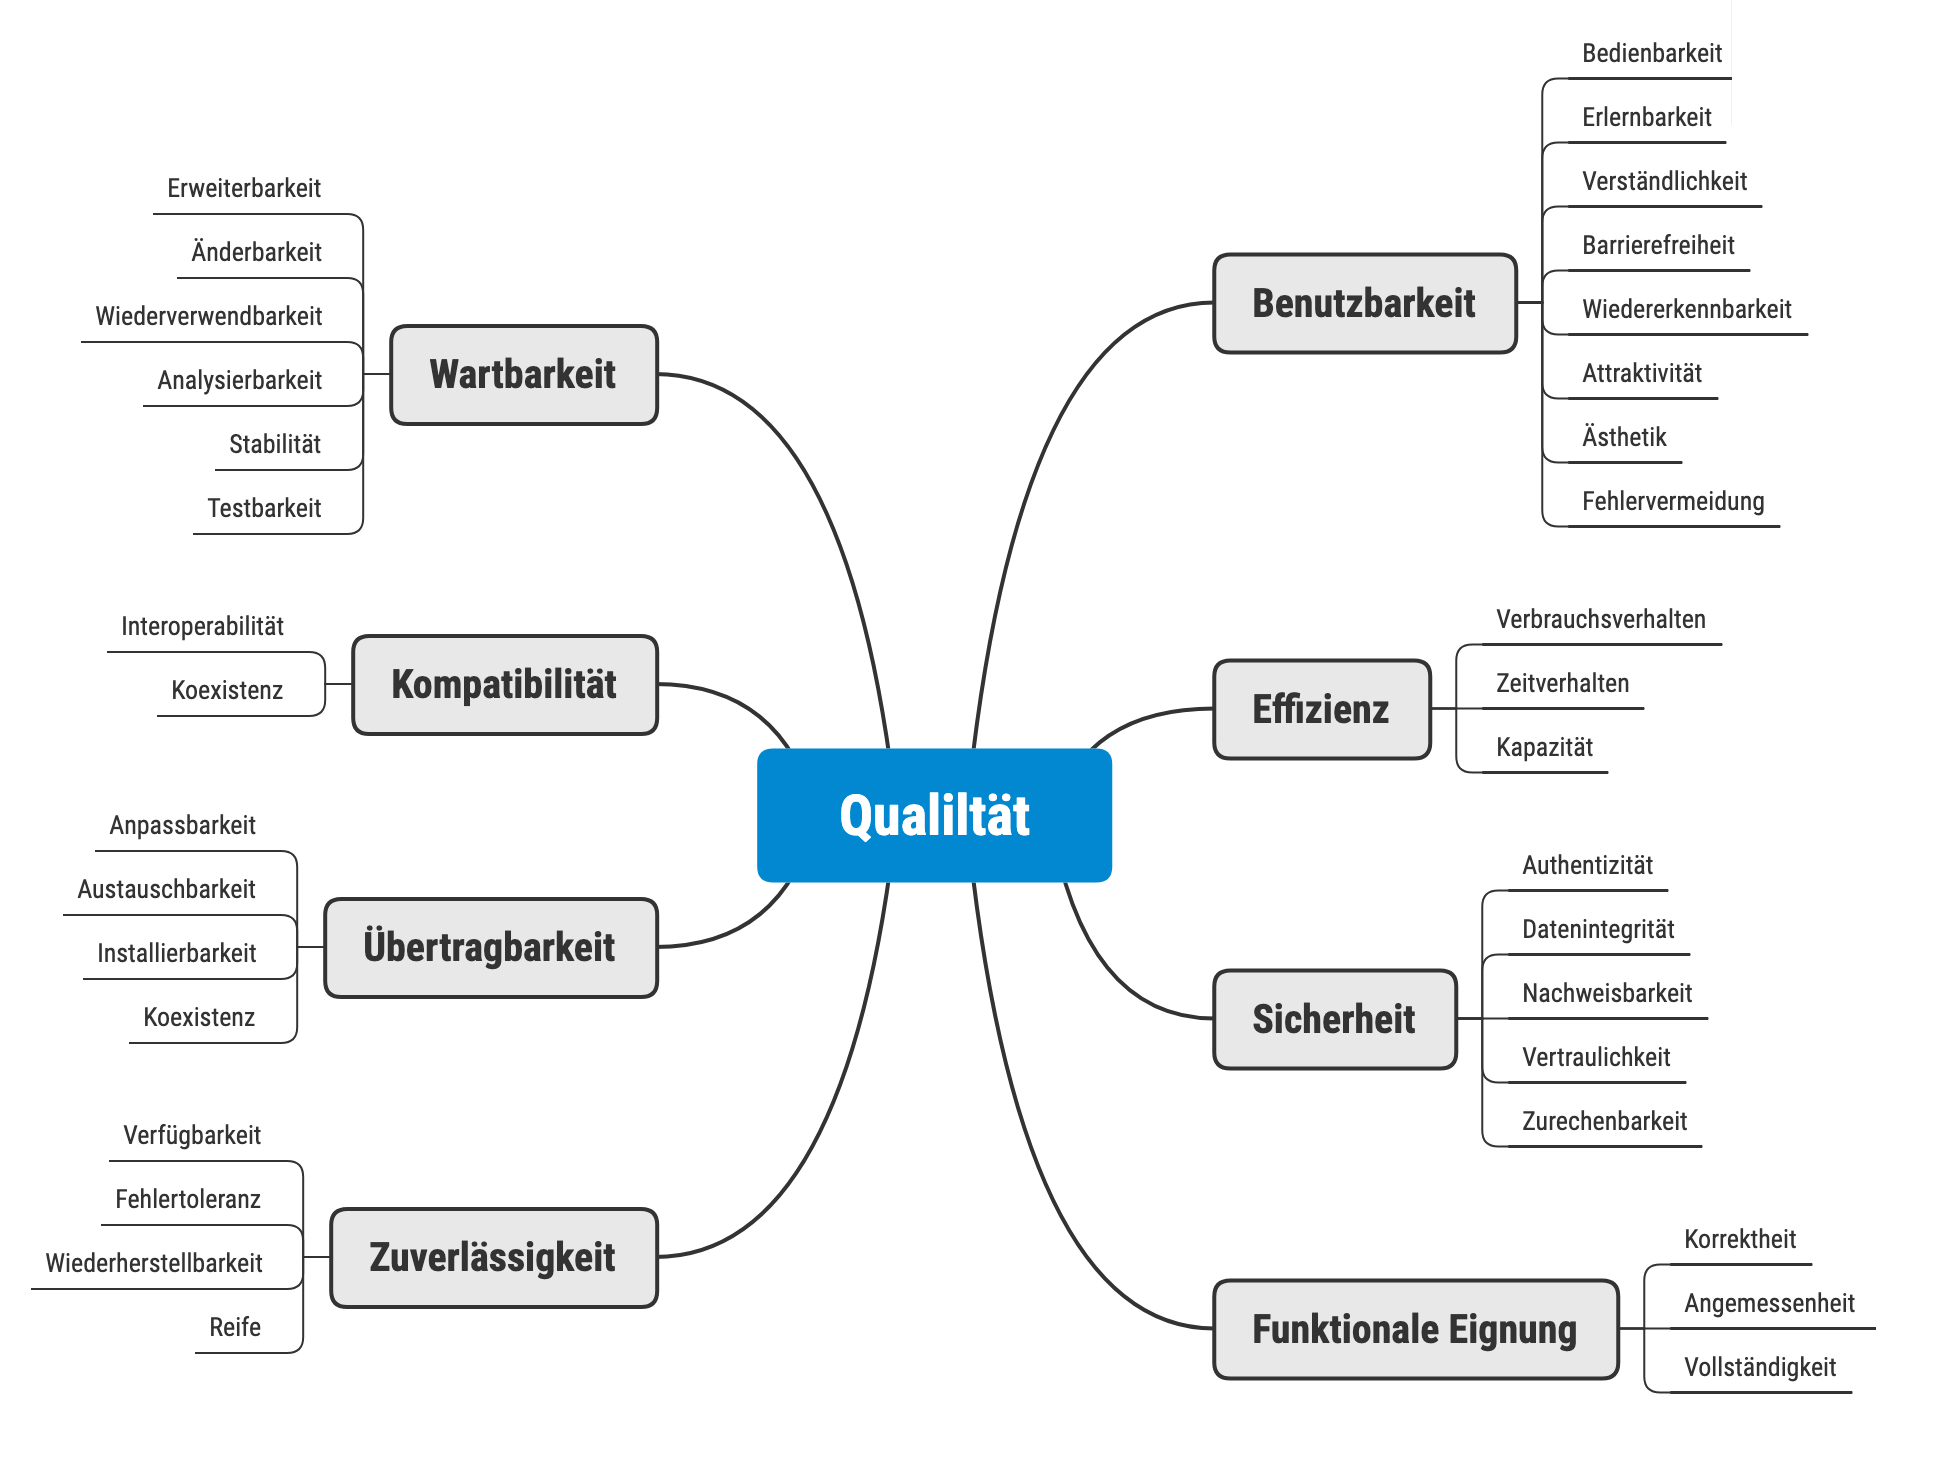 Qualiltät
Benutzbarkeit
Bedienbarkeit
Erlernbarkeit
Verständlichkeit
Barrierefreiheit
Wiedererkennbarkeit
Attraktivität
Ästhetik
Fehlervermeidung
Effizienz
Verbrauchsverhalten
Zeitverhalten
Kapazität
Sicherheit
Authentizität
Datenintegrität
Nachweisbarkeit
Vertraulichkeit
Zurechenbarkeit
Funktionale Eignung
Korrektheit
Angemessenheit
Vollständigkeit
Wartbarkeit
Erweiterbarkeit
Änderbarkeit
Wiederverwendbarkeit
Analysierbarkeit
Stabilität
Testbarkeit
Kompatibilität
Interoperabilität
Koexistenz
Übertragbarkeit
Anpassbarkeit
Austauschbarkeit
Installierbarkeit
Koexistenz
Zuverlässigkeit
Verfügbarkeit
Fehlertoleranz
Wiederherstellbarkeit
Reife